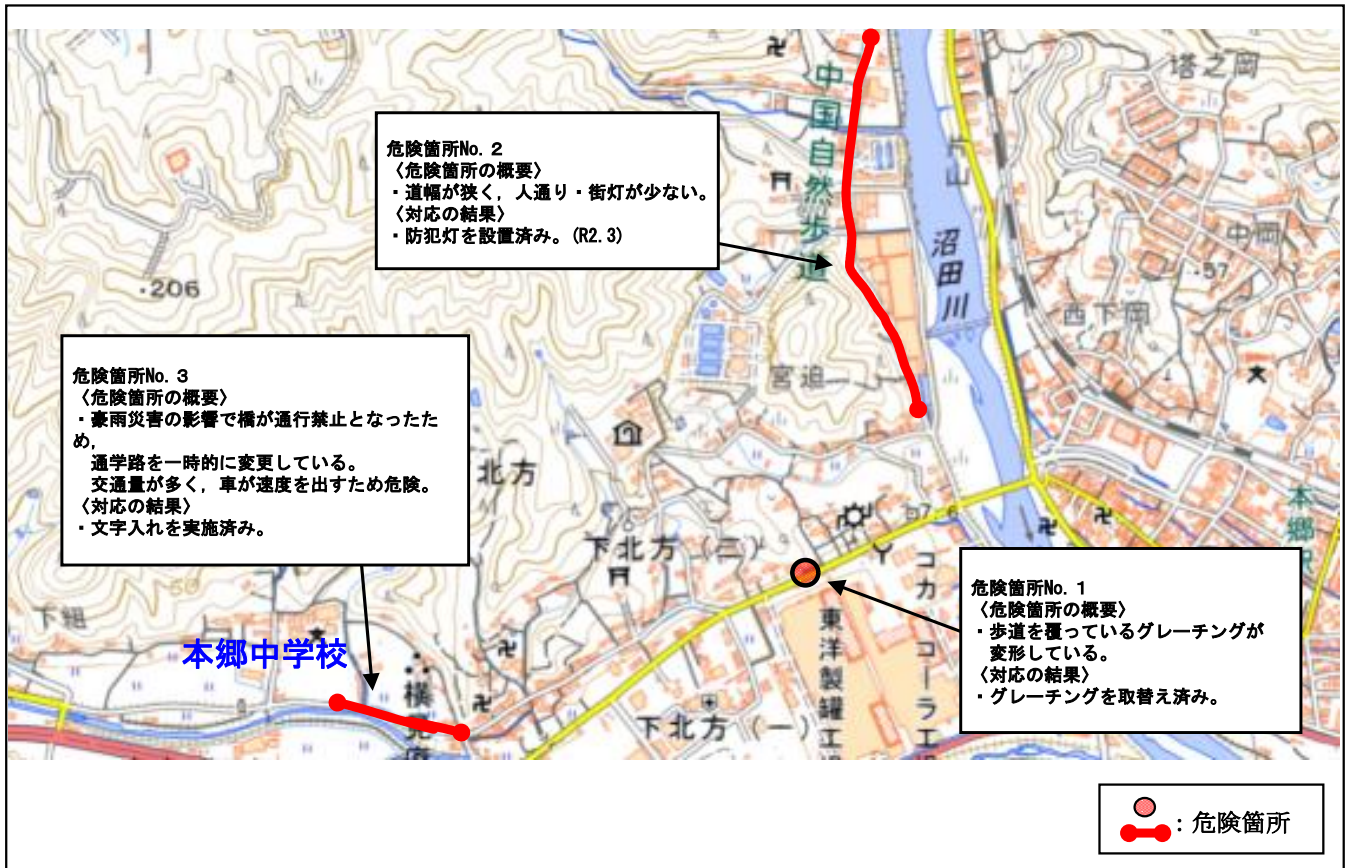 中国自然歩道
塔之岡
危険箇所No. 2
〈危険箇所の概要〉
・道幅が狭く，人通り・街灯が少ない。
〈対応の結果〉
・防犯灯を設置済み。(R2.3)
沼田川
中岡
57
西下岡
206
宮迫
危険箇所No. 3
〈危険箇所の概要〉
・豪雨災害の影響で橋が通行禁止となったた
め，
通学路を一時的に変更している。
交通量が多く，車が速度を出すため危険。
〈対応の結果〉
・文字入れを実施済み。
北方
7.6
本郷駅
下北方（二）
コカ・コーラ工場
東洋製罐工場
危険箇所No. 1
〈危険箇所の概要〉
・歩道を覆っているグレーチングが
変形している。
〈対応の結果〉
・グレーチングを取替え済み。
下組
本郷中学校
下北方（一）
：危険箇所